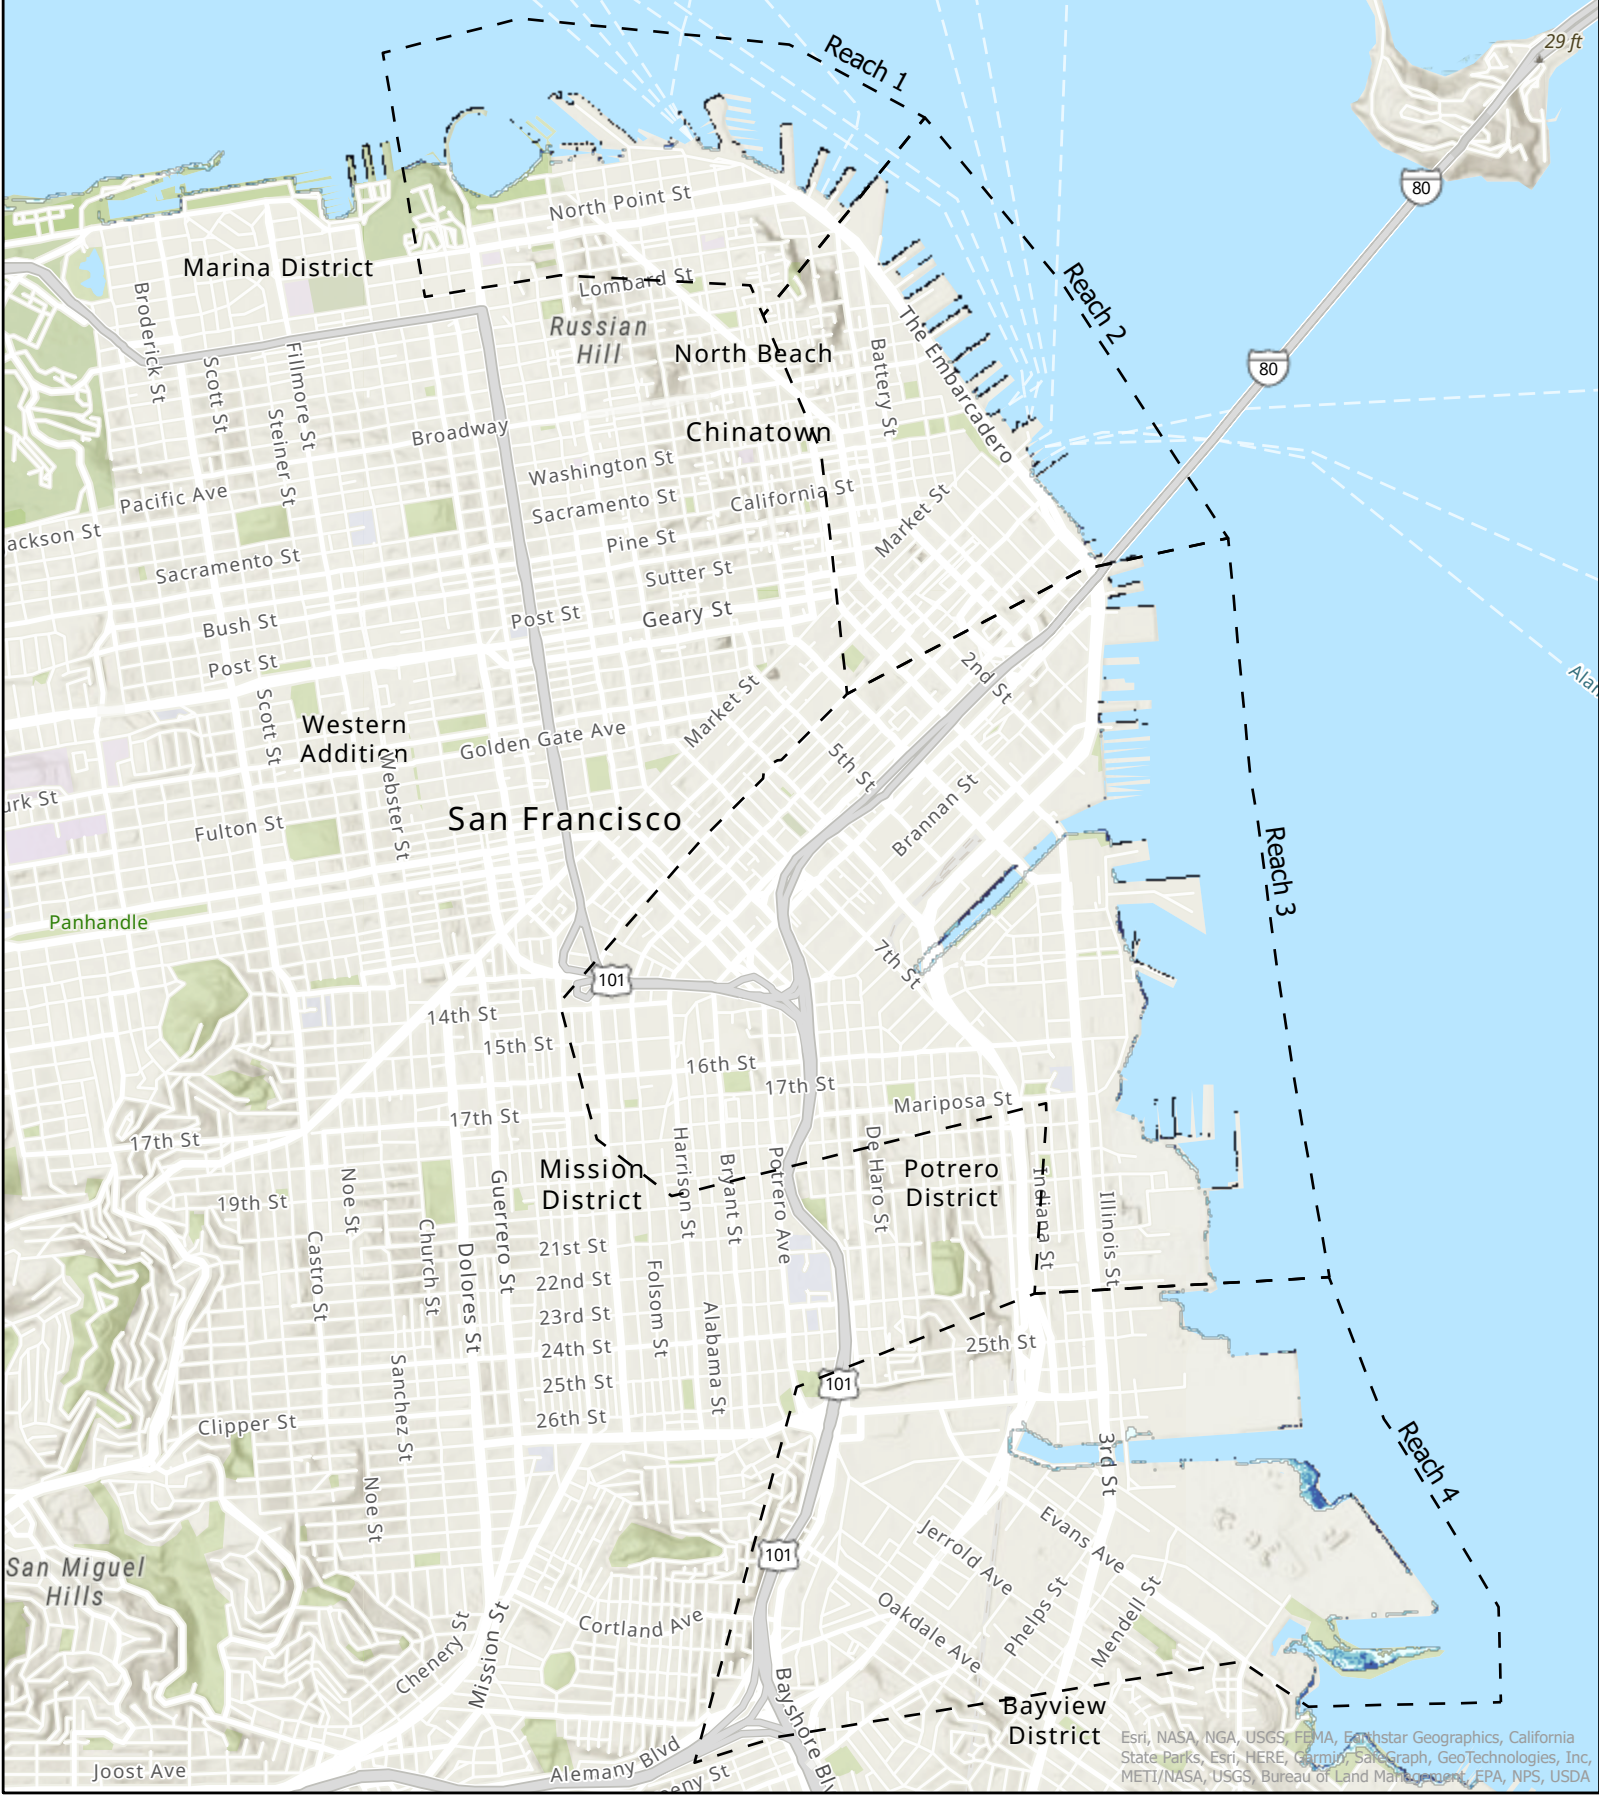 29 ft
Reach 1
80
North Point St
Marina District
Lombard St
Reach 2
Broderick St
Russian
Hill
The Embarcadero
North Beach
Battery St
80
Scott St
Fillmore St
Steiner St
Broadway
Chinatown
Washington St
Pacific Ave
Sacramento St
California St
Market St
ackson St
Pine St
Sacramento St
Sutter St
Post St
Geary St
Bush St
Post St
2nd St
Alan
Scott St
Western
Addition
Market St
Golden Gate Ave
5th St
Webster St
urk St
Brannan St
San Francisco
Fulton St
Reach 3
Panhandle
7th St
101
14th St
15th St
16th St
17th St
17th St
Mariposa St
17th St
Mission
District
Harrison St
Bryant St
Potrero Ave
De Haro St
Potrero
District
Indiana St
Illinois St
19th St
Noe St
Guerrero St
Castro St
Church St
Dolores St
21st St
22nd St
23rd St
24th St
25th St
26th St
Folsom St
Alabama St
25th St
101
Sanchez St
Clipper St
3rd St
Reach 4
Noe St
Evans Ave
Jerrold Ave
101
San Miguel
Hills
Phelps St
Mendell St
Oakdale Ave
Cortland Ave
Chenery St
Mission St
Bayshore Blv
Bayview
District
Alemany Blvd
Joost Ave
eny St
Esri, NASA, NGA, USGS, FEMA, Earthstar Geographics, California
State Parks, Esri, HERE, Garmin, SafeGraph, GeoTechnologies, Inc,
METI/NASA, USGS, Bureau of Land Management, EPA, NPS, USDA